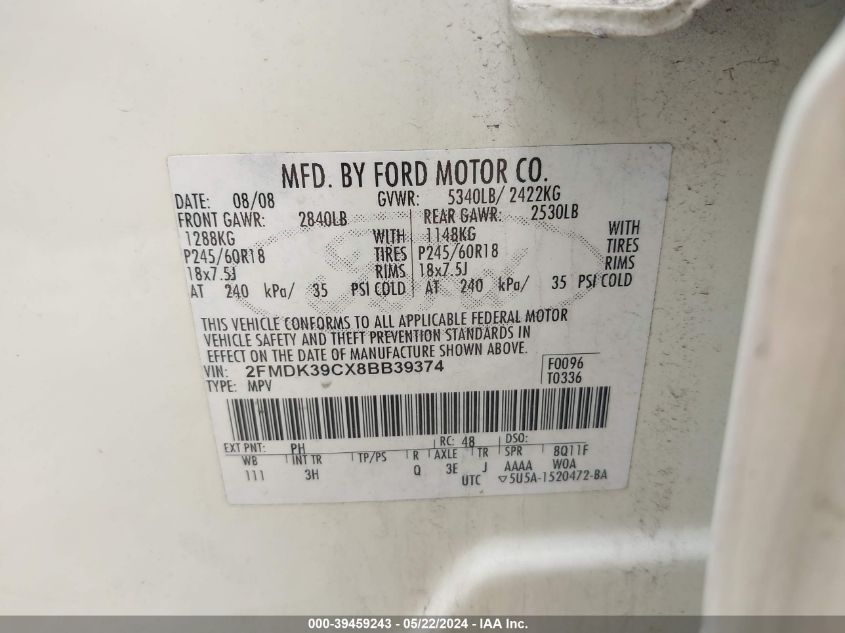 MFD. BY FORD MOTOR CO.
DATE: 08/08 GVWR: 5340LB/ 2422KG
FRONT GAWR: 2840LB REAR GAWR: 2530LB
1288KG WITH 1148KG WITH
P245/60R18 TIRES P245/60R18 TIRES
18x7.5J RIMS 18x7.5J RIMS
AT 240 kPa/ 35 PSI COLD AT 240 kPa/ 35 PSI COLD
THIS VEHICLE CONFORMS TO ALL APPLICABLE FEDERAL MOTOR
VEHICLE SAFETY AND THEFT PREVENTION STANDARDS IN
EFFECT ON THE DATE OF MANUFACTURE SHOWN ABOVE.
VIN: 2FMDK39CX8BB39374 F0096
TYPE: MPV T0336
EXT PNT: PH RC: 48 DSO:
WB INT TR TP/PS R AXLE TR SPR 8Q11F
111 3H Q 3E J AAAA WOA
UTC ▽5U5A-1520472-BA
000-39459243 - 05/22/2024 - IAA Inc.